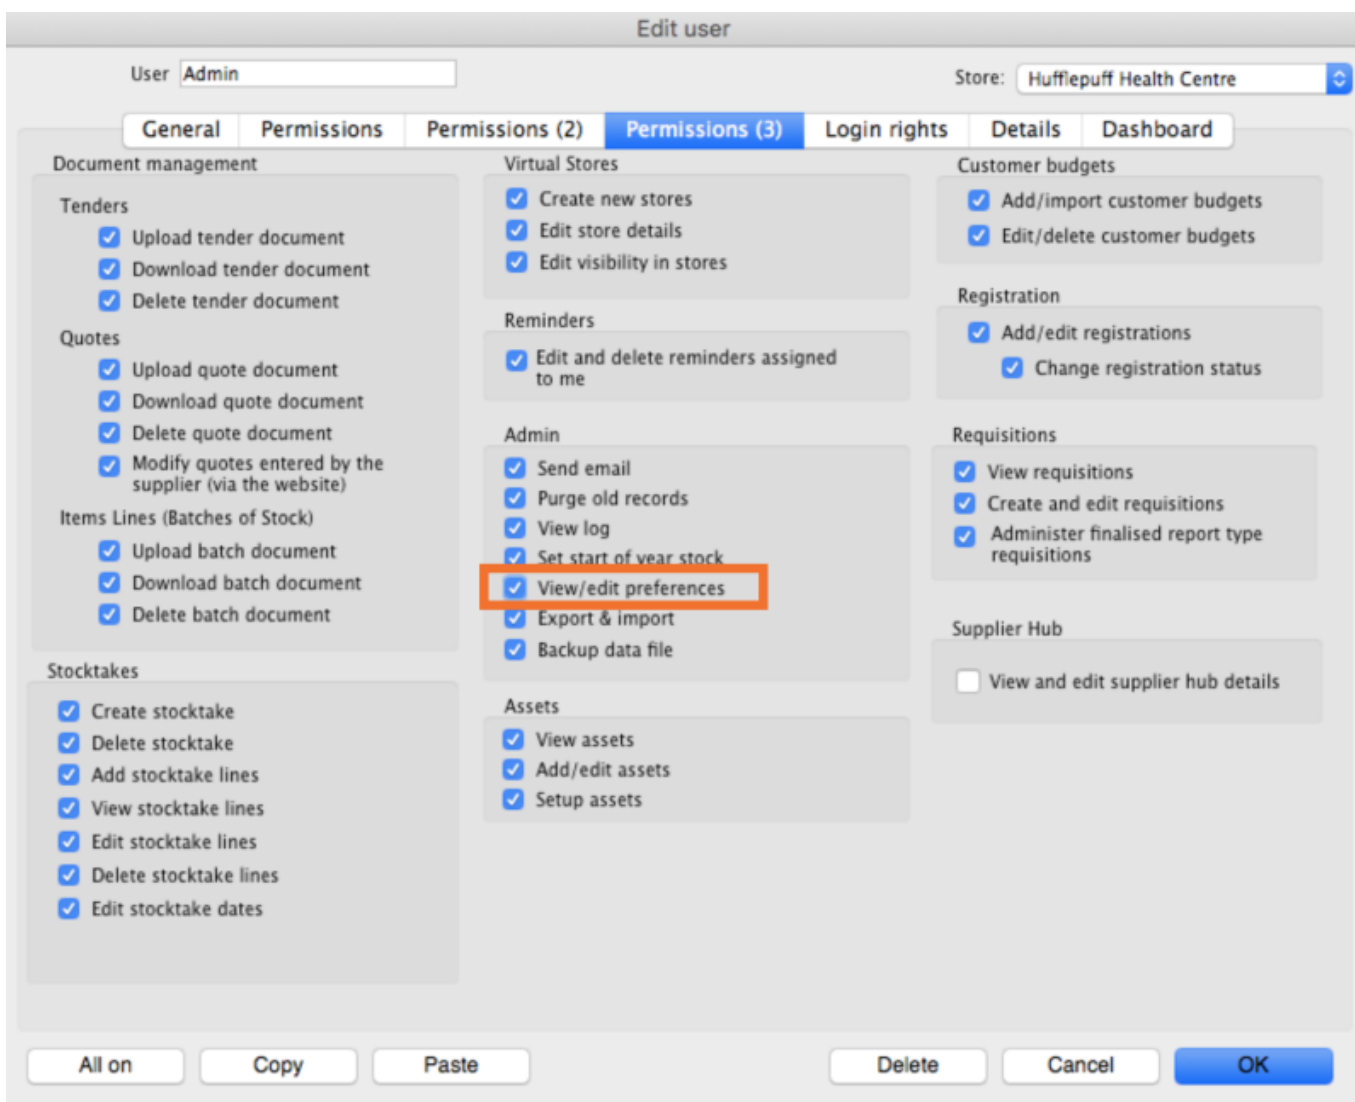 Edit user
User Admin
Store: Hufflepuff Health Centre
General Permissions Permissions (2) Permissions (3) Login rights Details Dashboard
Document management
Tenders
Upload tender document
Download tender document
Delete tender document
Quotes
Upload quote document
Download quote document
Delete quote document
Modify quotes entered by the
supplier (via the website)
Items Lines (Batches of Stock)
Upload batch document
Download batch document
Delete batch document
Stocktakes
Create stocktake
Delete stocktake
Add stocktake lines
View stocktake lines
Edit stocktake lines
Delete stocktake lines
Edit stocktake dates
Virtual Stores
Create new stores
Edit store details
Edit visibility in stores
Reminders
Edit and delete reminders assigned
to me
Admin
Send email
Purge old records
View log
Set start of year stock
View/edit preferences
Export & import
Backup data file
Assets
View assets
Add/edit assets
Setup assets
Customer budgets
Add/import customer budgets
Edit/delete customer budgets
Registration
Add/edit registrations
Change registration status
Requisitions
View requisitions
Create and edit requisitions
Administer finalised report type
requisitions
Supplier Hub
View and edit supplier hub details
All on Copy Paste Delete Cancel OK